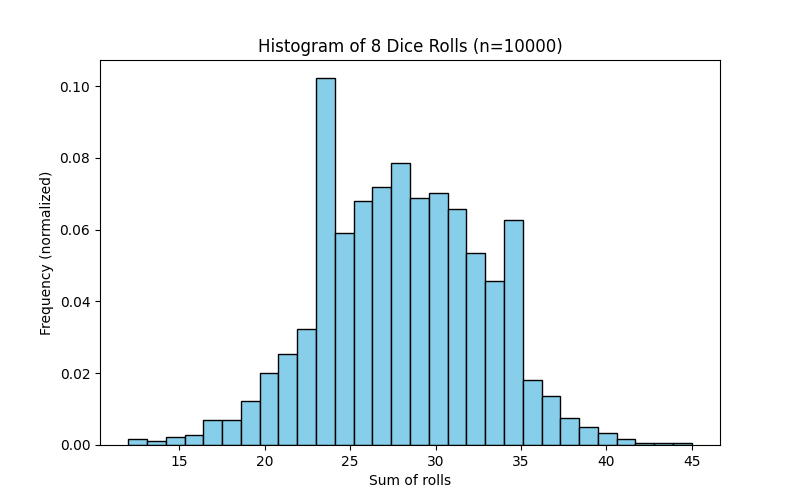 Histogram of 8 Dice Rolls (n=10000)
Frequency (normalized)
0.10
0.08
0.06
0.04
0.02
0.00
15 20 25 30 35 40 45
Sum of rolls